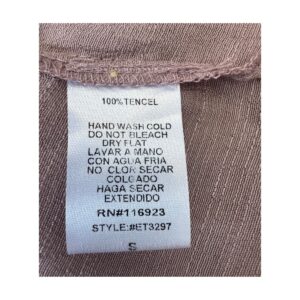 100% TENCEL
HAND WASH COLD
DO NOT BLEACH
DRY FLAT
LAVAR A MANO
CON AGUA FRIA
NO CLOR SECAR
COLGADO
HAGA SECAR
EXTENDIDO
RN#116923
STYLE:#ET3297
S